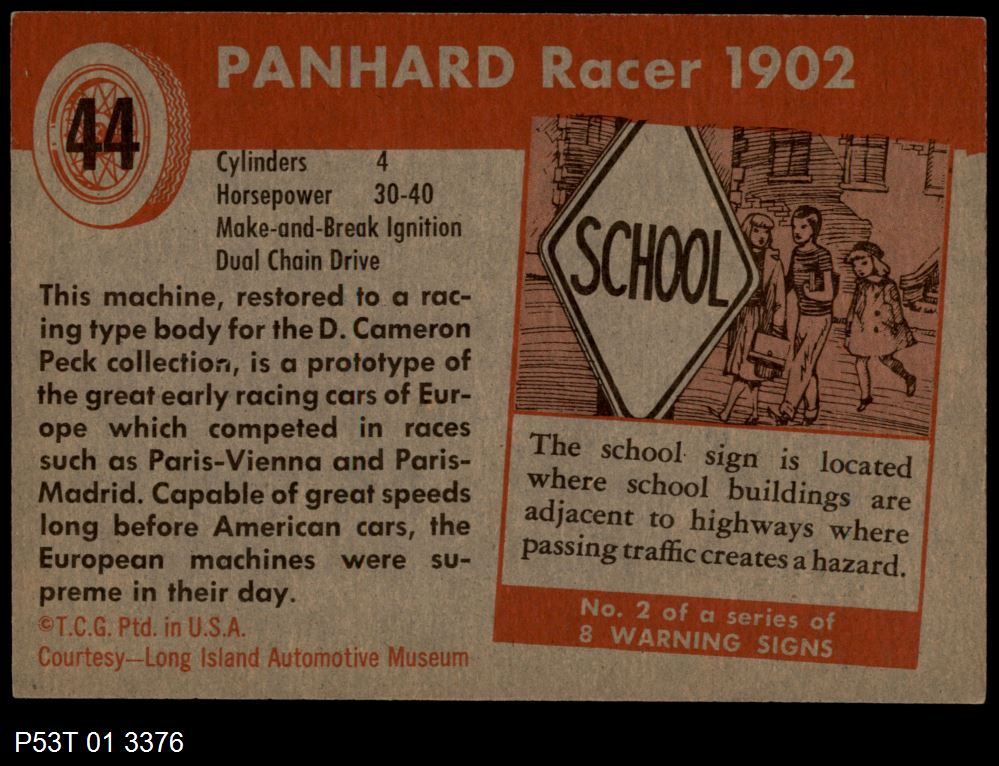 PANHARD Racer 1902
44
Cylinders 4
Horsepower 30-40
Make-and-Break Ignition
Dual Chain Drive
This machine, restored to a rac-
ing type body for the D. Cameron
Peck collection, is a prototype of
the great early racing cars of Eur-
ope which competed in races
such as Paris-Vienna and Paris-
Madrid. Capable of great speeds
long before American cars, the
European machines were su-
preme in their day.
©T.C.G. Ptd. in U.S.A.
Courtesy—Long Island Automotive Museum
SCHOOL
The school sign is located
where school buildings are
adjacent to highways where
passing traffic creates a hazard.
No. 2 of a series of
8 WARNING SIGNS
P53T 01 3376